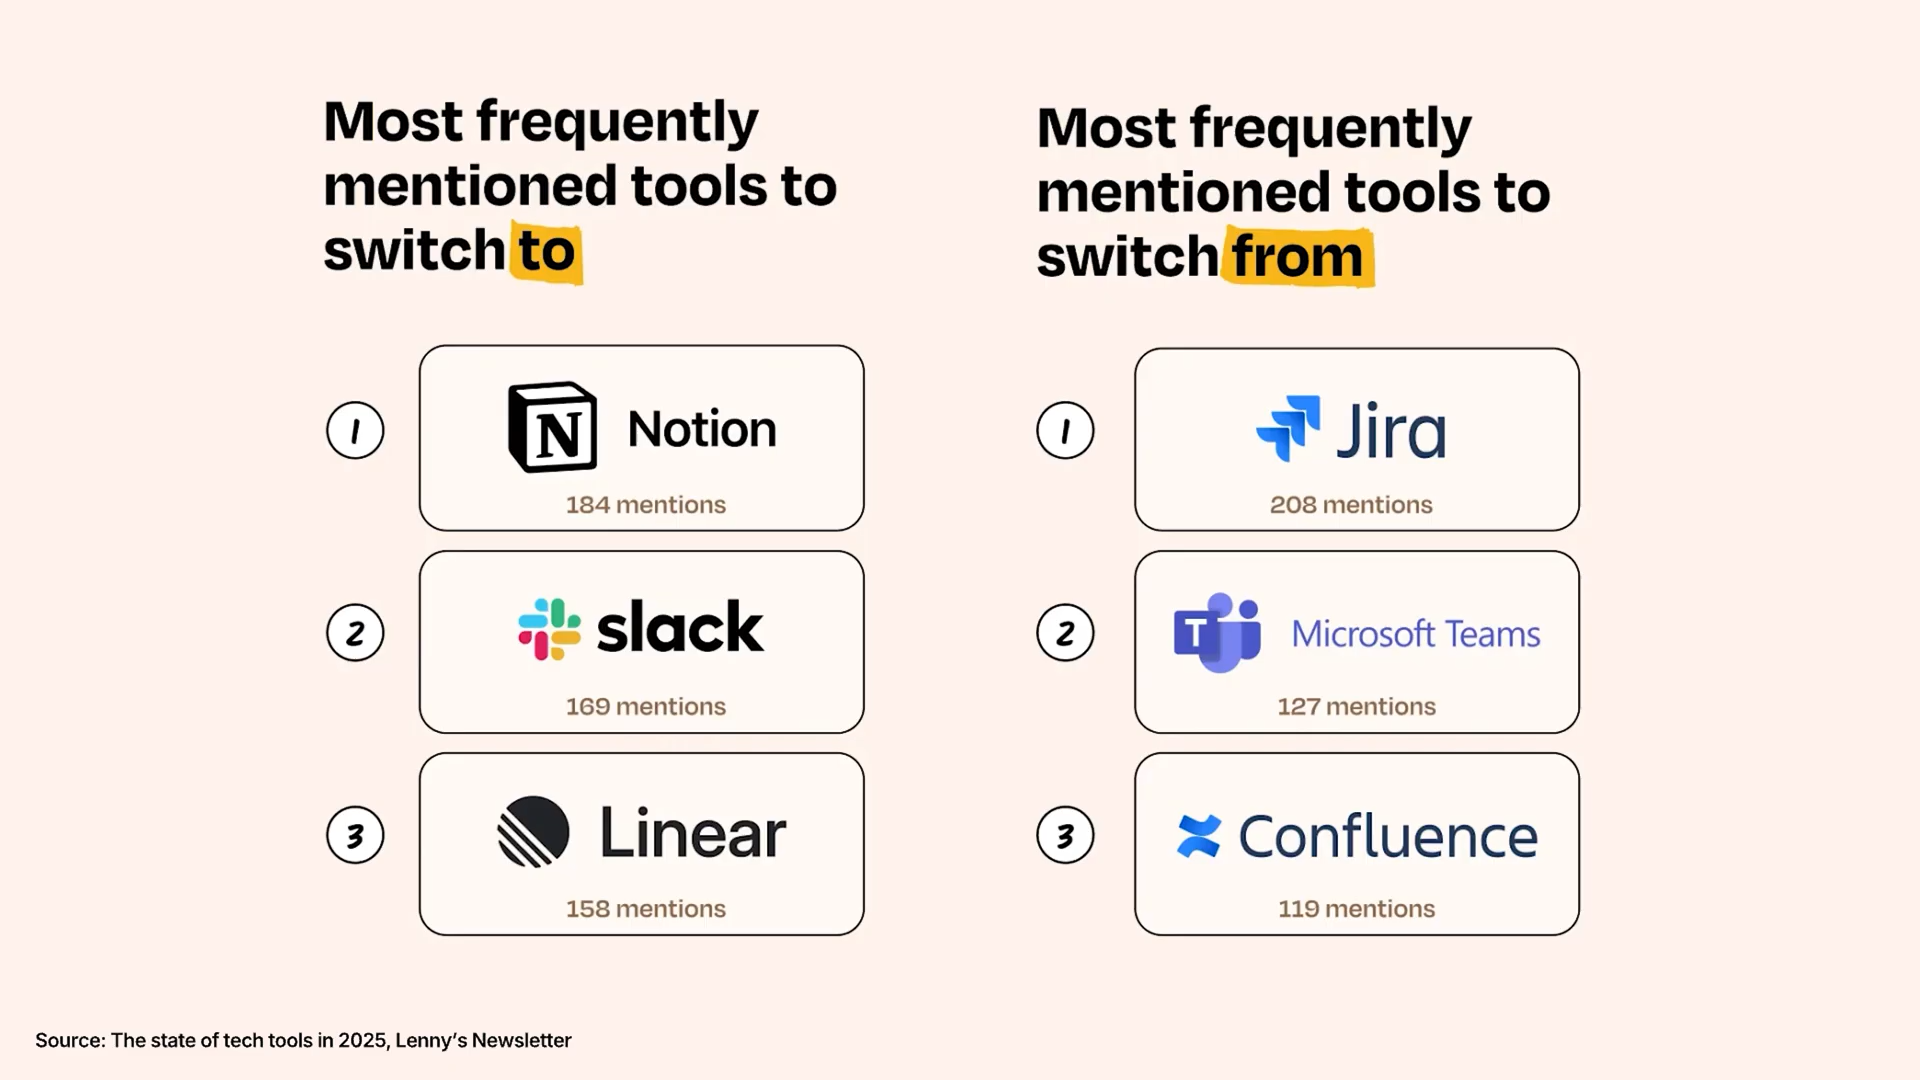 Most frequently
mentioned tools to
switch to
1
N Notion
184 mentions
2
slack
169 mentions
3
Linear
158 mentions
Most frequently
mentioned tools to
switch from
1
Jira
208 mentions
2
T Microsoft Teams
127 mentions
3
Confluence
119 mentions
Source: The state of tech tools in 2025, Lenny’s Newsletter